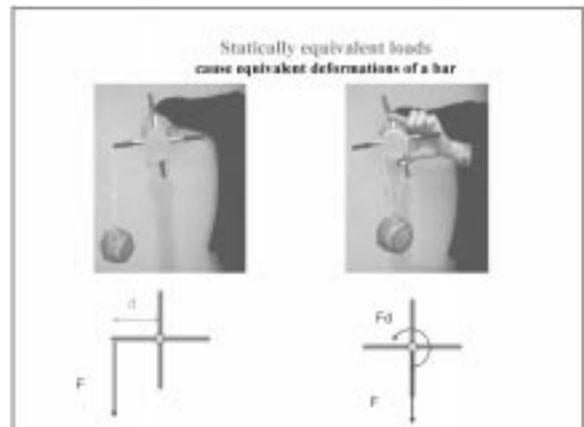 Statically equivalent loads
cause equivalent deformations of a bar
d
Fd
F
F